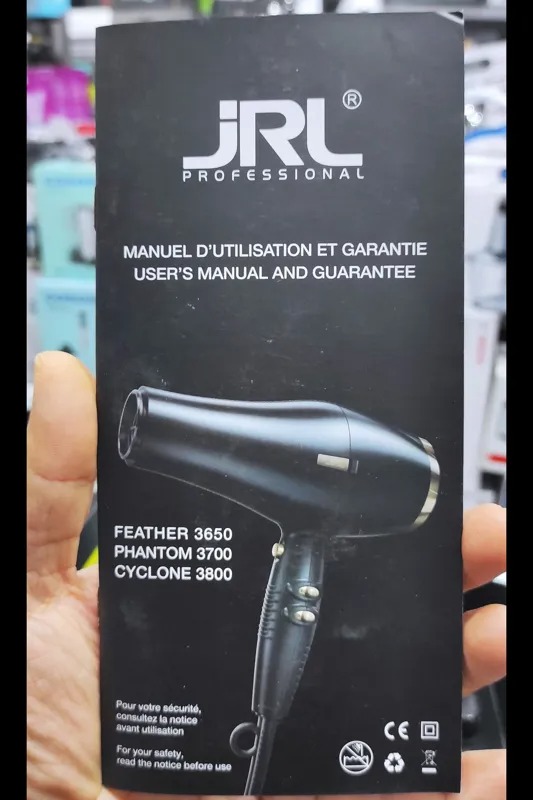 JRL®
PROFESSIONAL
MANUEL D'UTILISATION ET GARANTIE
USER'S MANUAL AND GUARANTEE
FEATHER 3650
PHANTOM 3700
CYCLONE 3800
Pour votre sécurité,
consultez la notice
avant utilisation
For your safety,
read the notice before use
CE